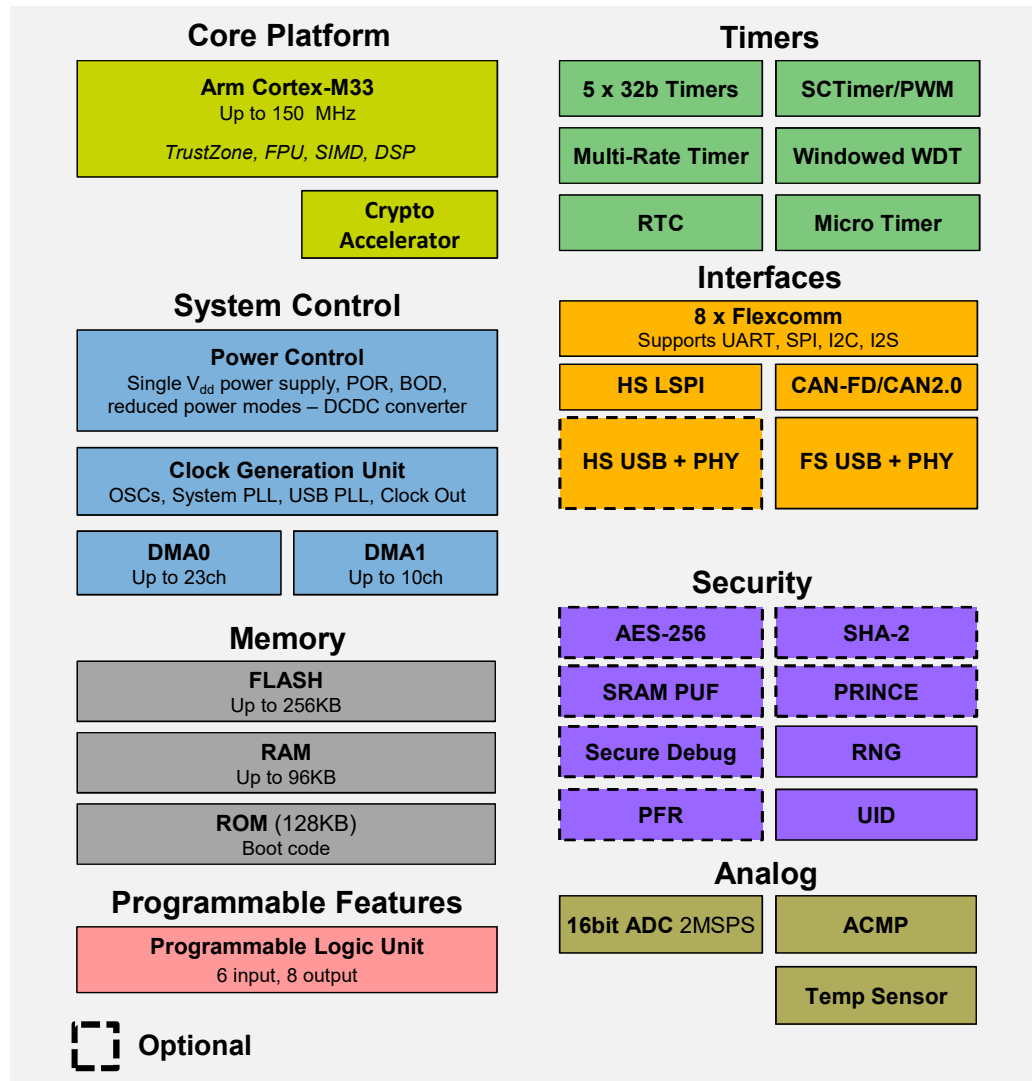 Core Platform
Arm Cortex-M33
Up to 150 MHz
TrustZone, FPU, SIMD, DSP
Crypto
Accelerator
System Control
Power Control
Single Vdd power supply, POR, BOD,
reduced power modes – DCDC converter
Clock Generation Unit
OSCs, System PLL, USB PLL, Clock Out
DMA0
Up to 23ch
DMA1
Up to 10ch
Memory
FLASH
Up to 256KB
RAM
Up to 96KB
ROM (128KB)
Boot code
Programmable Features
Programmable Logic Unit
6 input, 8 output
Optional
Timers
5 x 32b Timers
SCTimer/PWM
Multi-Rate Timer
Windowed WDT
RTC
Micro Timer
Interfaces
8 x Flexcomm
Supports UART, SPI, I2C, I2S
HS LSPI
CAN-FD/CAN2.0
HS USB + PHY
FS USB + PHY
Security
AES-256
SHA-2
SRAM PUF
PRINCE
Secure Debug
RNG
PFR
UID
Analog
16bit ADC 2MSPS
ACMP
Temp Sensor